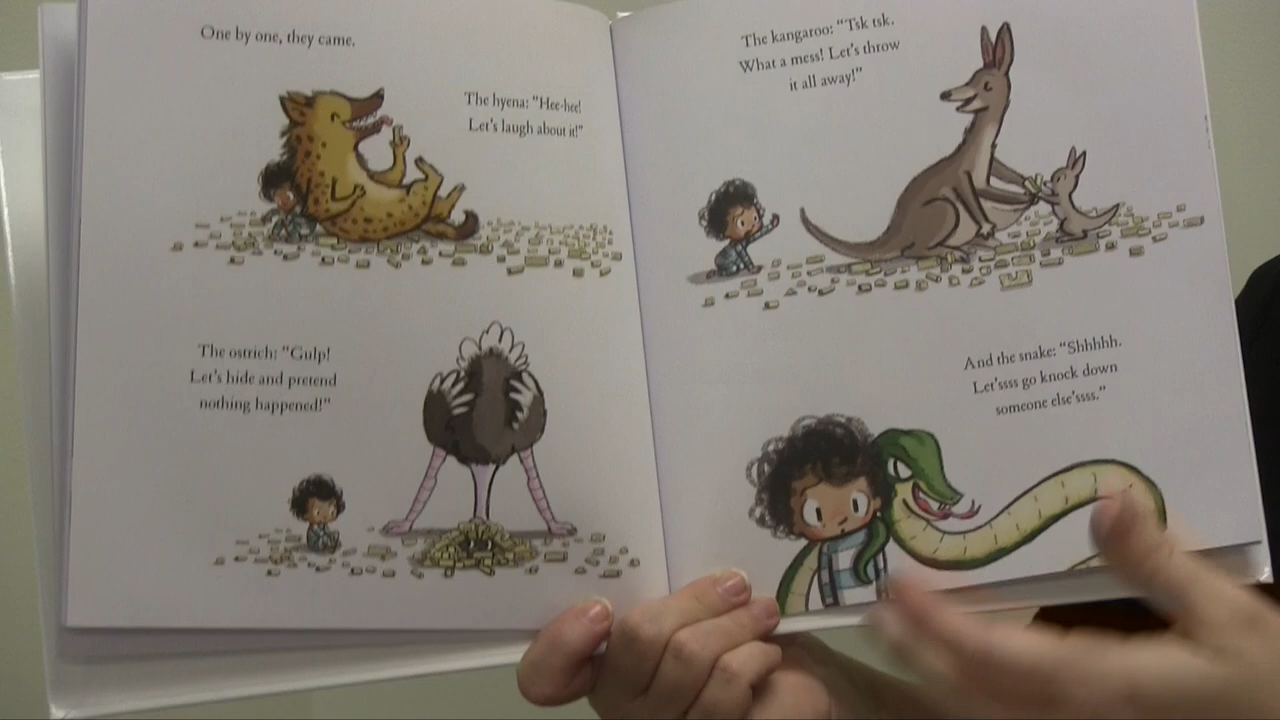 One by one, they came.
The hyena: "Hee-hee!
Let's laugh about it!"
The ostrich: "Gulp!
Let's hide and pretend
nothing happened!"
The kangaroo: "Tsk tsk.
What a mess! Let's throw
it all away!"
And the snake: "Shhhhh.
Let'ssss go knock down
someone else'ssss."